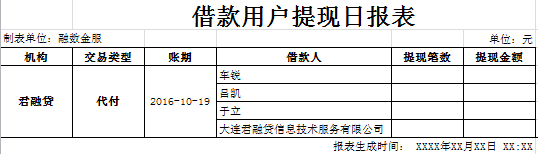 借款用户提现日报表
制表单位：融数金服 单位：元
机构 交易类型 账期 借款人 提现笔数 提现金额
君融贷 代付 2016-10-19 车锐
吕凯
于立
大连君融贷信息技术服务有限公司
报表生成时间： XXXX年XX月XX日 XX:XX